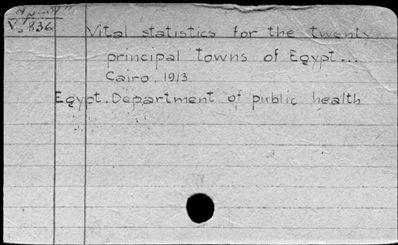 V.836
Vital statistics for the twenty
principal towns of Egypt...
Cairo, 1913
Egypt. Department of public health